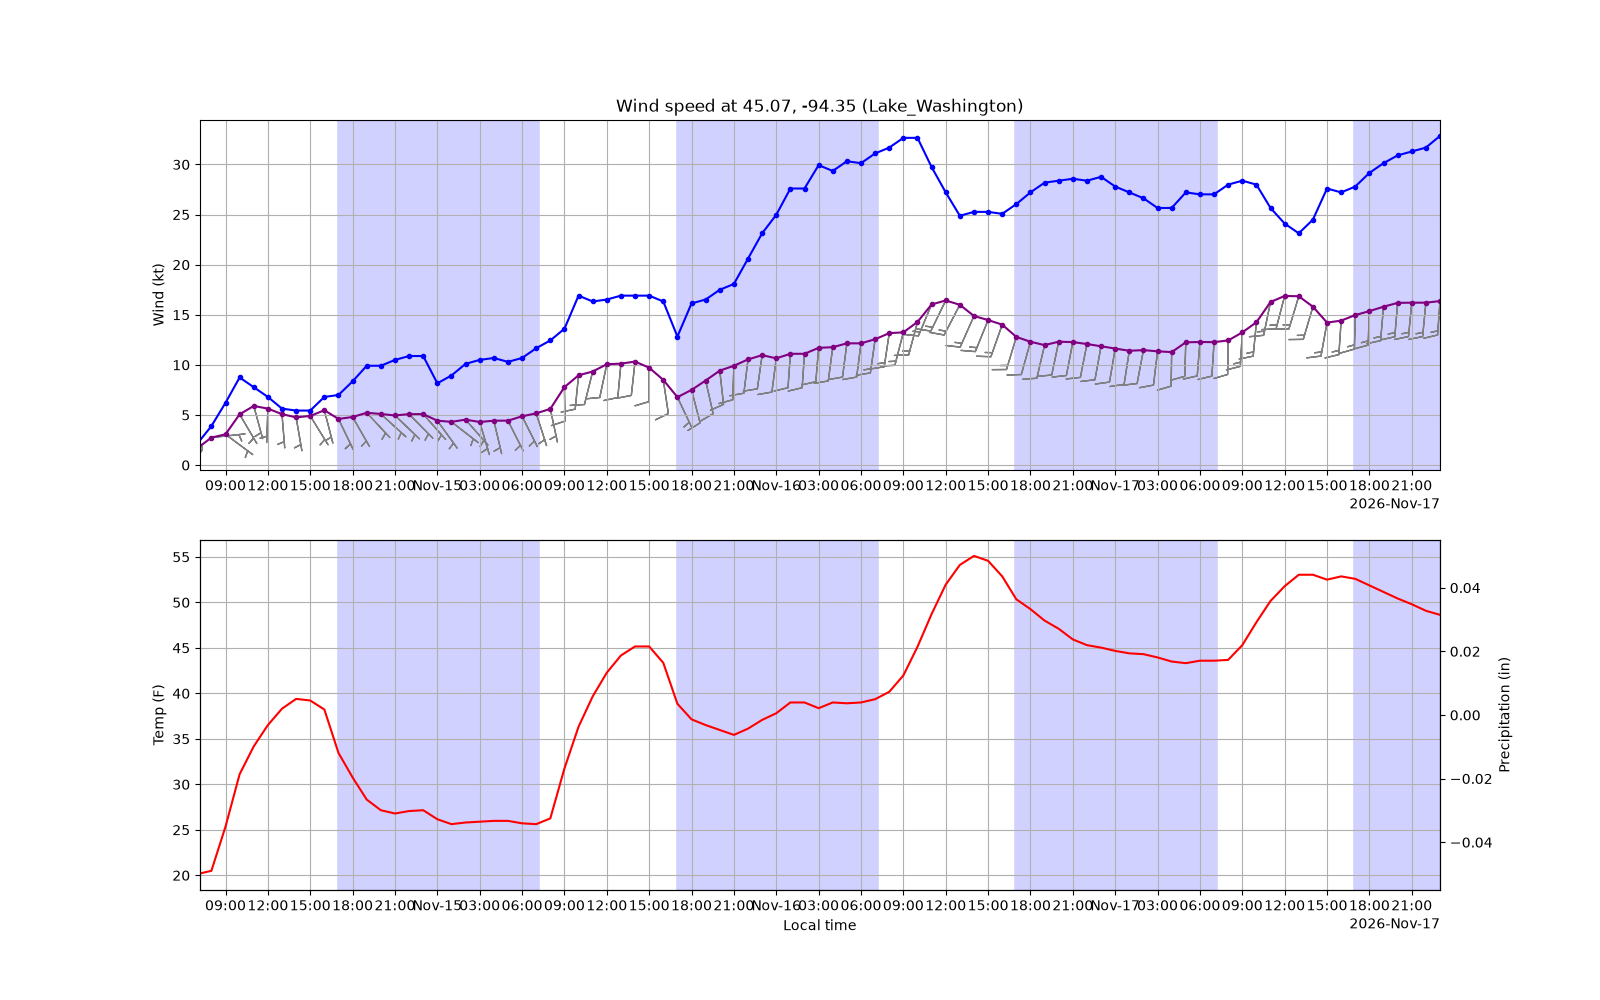 Wind speed at 45.07, -94.35 (Lake_Washington)
Wind (kt)
30
25
20
15
10
5
0
09:00 12:00 15:00 18:00 21:00 Nov-15 03:00 06:00 09:00 12:00 15:00 18:00 21:00 Nov-16 03:00 06:00 09:00 12:00 15:00 18:00 21:00 Nov-17 03:00 06:00 09:00 12:00 15:00 18:00 21:00
2026-Nov-17
Temp (F)
55
50
45
40
35
30
25
20
0.04
0.02
0.00
−0.02
−0.04
Precipitation (in)
09:00 12:00 15:00 18:00 21:00 Nov-15 03:00 06:00 09:00 12:00 15:00 18:00 21:00 Nov-16 03:00 06:00 09:00 12:00 15:00 18:00 21:00 Nov-17 03:00 06:00 09:00 12:00 15:00 18:00 21:00
Local time
2026-Nov-17